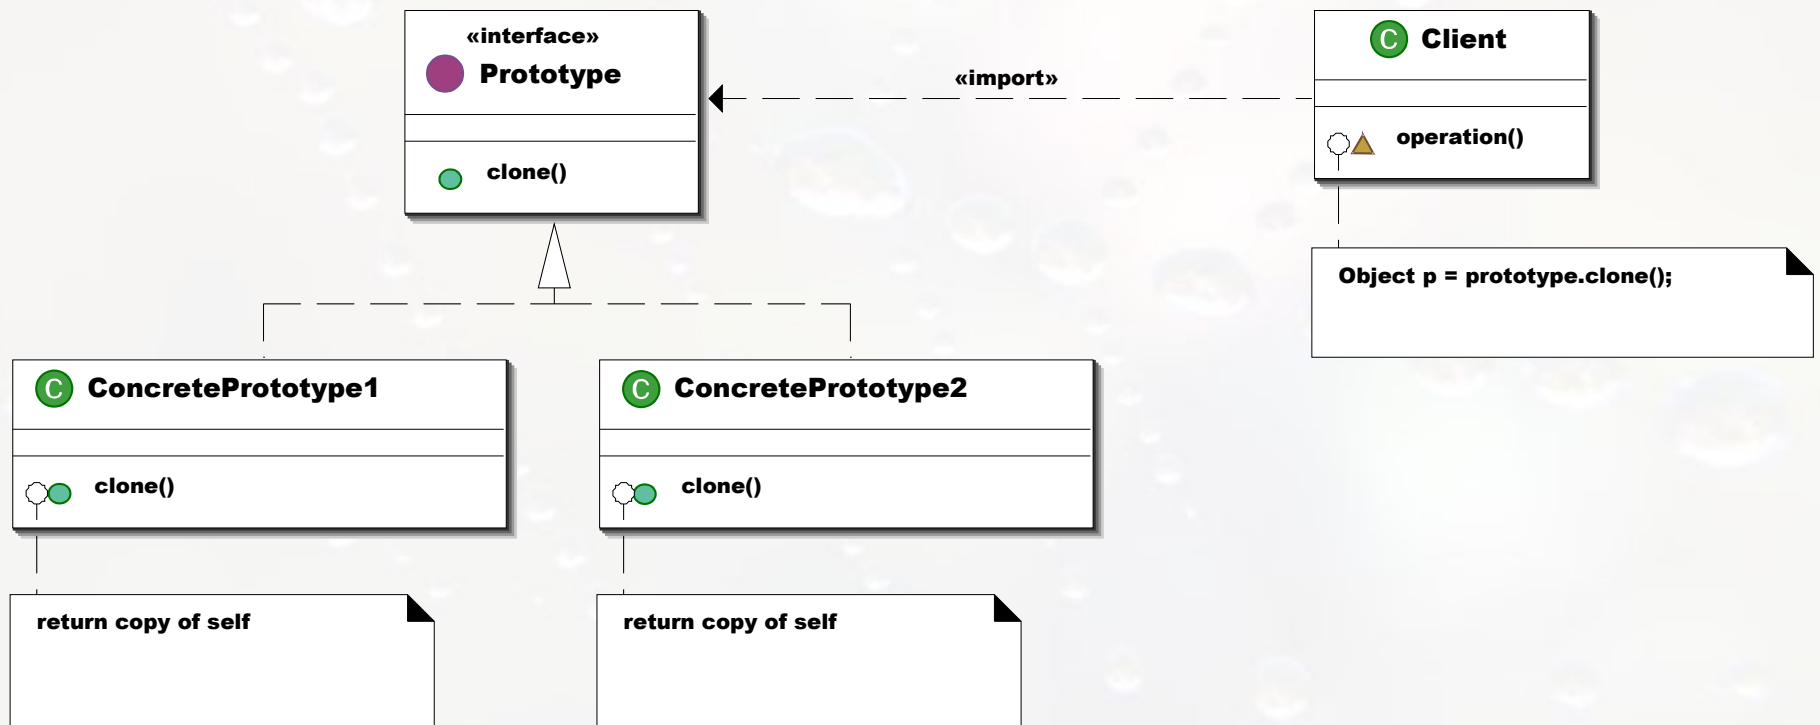 «interface»
Prototype
clone()
«import»
C Client
operation()
Object p = prototype.clone();
C ConcretePrototype1
clone()
return copy of self
C ConcretePrototype2
clone()
return copy of self